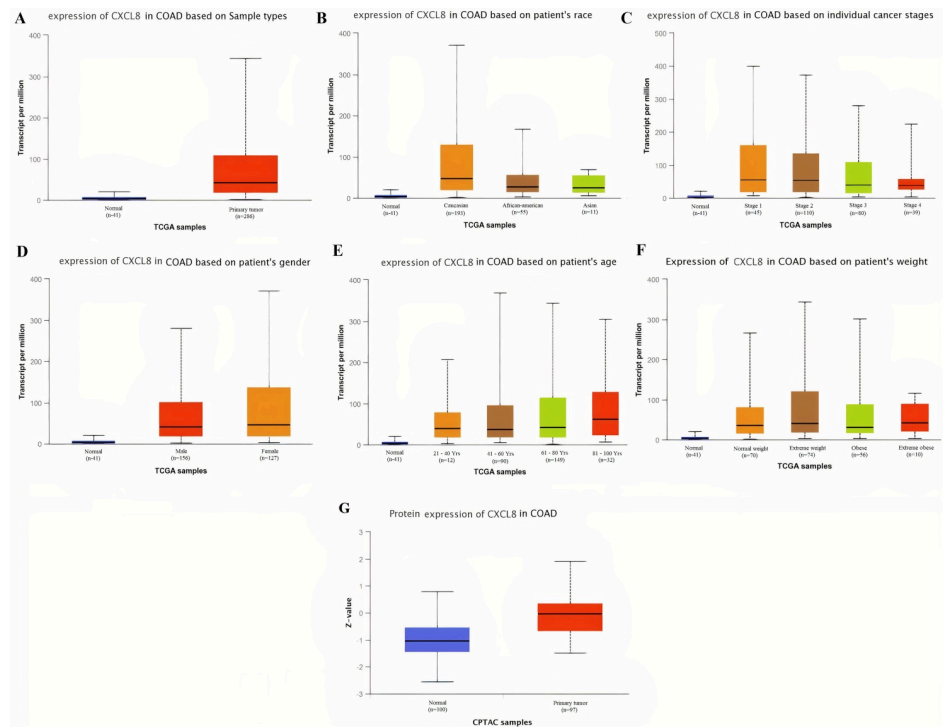 A
expression of CXCL8 in COAD based on Sample types
Transcript per million
400
300
200
100
0
Normal
(n-41)
Primary tumor
(n=286)
TCGA samples
B
expression of CXCL8 in COAD based on patient's race
Transcript per million
400
300
200
100
0
Normal
(n-41)
Caucasian
(n=193)
African-american
(n=55)
Asian
(n=11)
TCGA samples
C
expression of CXCL8 in COAD based on individual cancer stages
Transcript per million
500
400
300
200
100
0
Normal
(n-41)
Stage 1
(n-45)
Stage 2
(n-110)
Stage 3
(n-80)
Stage 4
(n-39)
TCGA samples
D
expression of CXCL8 in COAD based on patient's gender
Transcript per million
400
300
200
100
0
Normal
(n-41)
Male
(n=156)
Female
(n=127)
TCGA samples
E
expression of CXCL8 in COAD based on patient's age
Transcript per million
400
300
200
100
0
Normal
(n-41)
21 - 40 Yrs
(n-12)
41 - 60 Yrs
(n-90)
61 - 80 Yrs
(n=149)
81 - 100 Yrs
(n=32)
TCGA samples
F
Expression of CXCL8 in COAD based on patient's weight
Transcript per million
400
300
200
100
0
Normal
(n-41)
Normal weight
(n-70)
Extreme weight
(n=74)
Obese
(n-56)
Extreme obese
(n-10)
TCGA samples
G
Protein expression of CXCL8 in COAD
Z-value
3
2
1
0
-1
-2
-3
Normal
(n=100)
Primary tumor
(n=97)
CPTAC samples